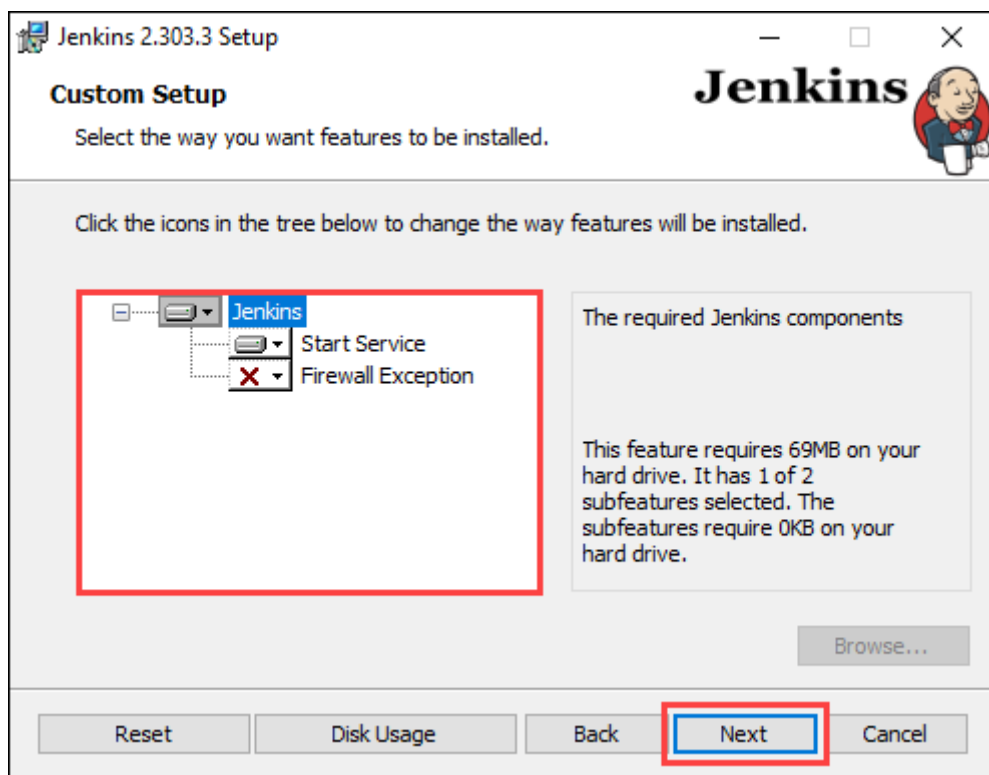 Jenkins 2.303.3 Setup
Custom Setup
Jenkins
Select the way you want features to be installed.
Click the icons in the tree below to change the way features will be installed.
Jenkins
Start Service
Firewall Exception
The required Jenkins components
This feature requires 69MB on your
hard drive. It has 1 of 2
subfeatures selected. The
subfeatures require 0KB on your
hard drive.
Browse...
Reset
Disk Usage
Back
Next
Cancel